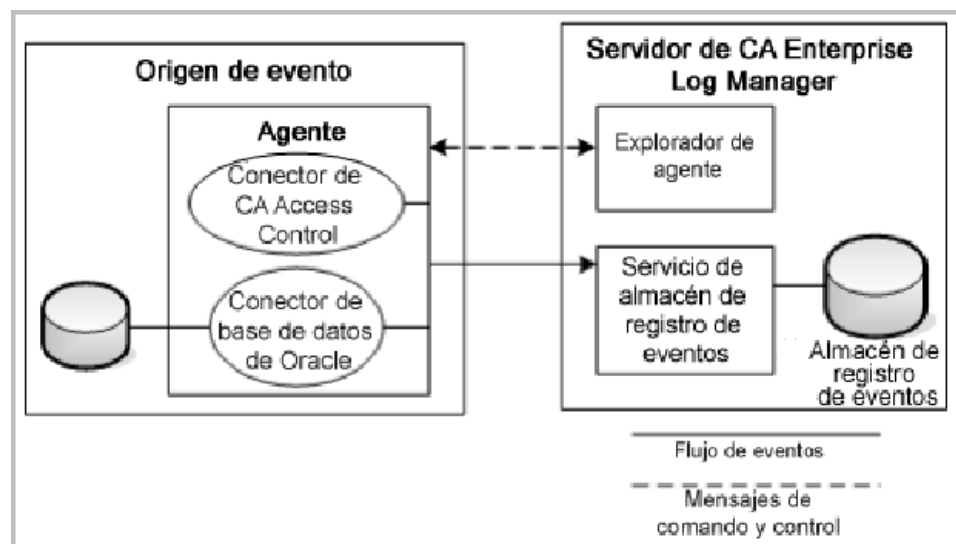 Origen de evento
Agente
Conector de
CA Access
Control
Conector de
base de datos
de Oracle
Servidor de CA Enterprise
Log Manager
Explorador de
agente
Servicio de
almacén de
registro de
eventos
Almacén de
registro
de eventos
Flujo de eventos
Mensajes de
comando y control